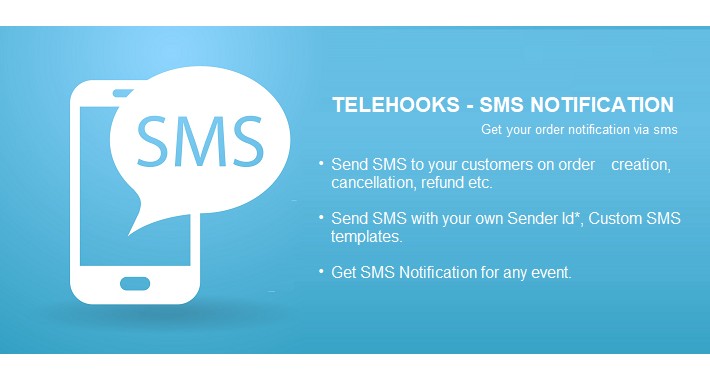 SMS
TELEHOOKS - SMS NOTIFICATION
Get your order notification via sms
• Send SMS to your customers on order creation,
cancellation, refund etc.
• Send SMS with your own Sender Id*, Custom SMS
templates.
• Get SMS Notification for any event.